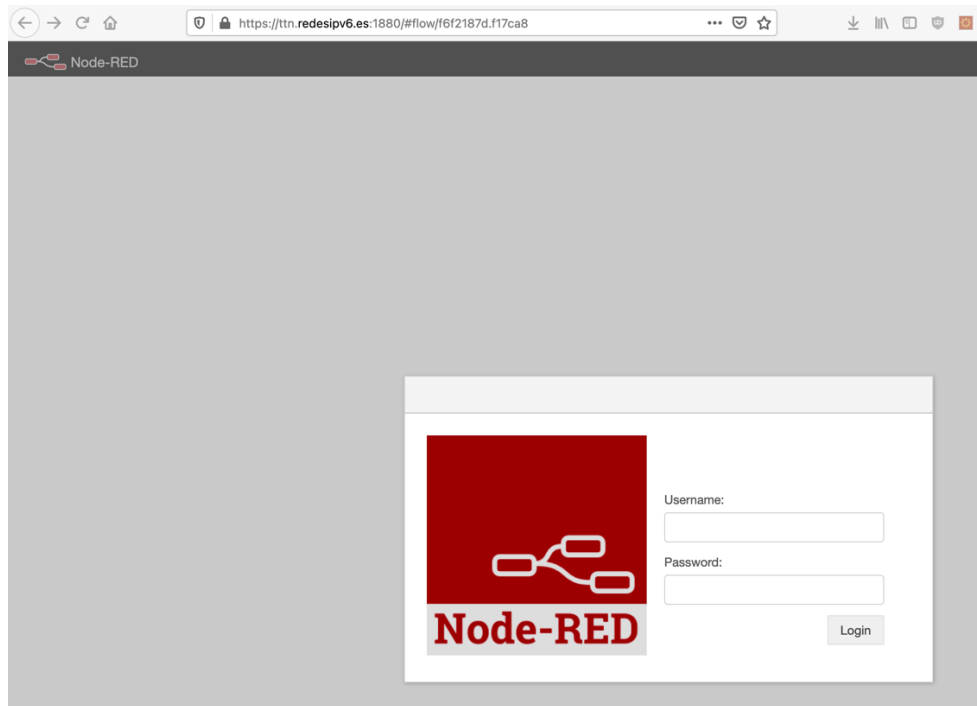 https://ttn.redesipv6.es:1880/#flow/f6f2187d.f17ca8
Node-RED
Username:
Password:
Node-RED
Login